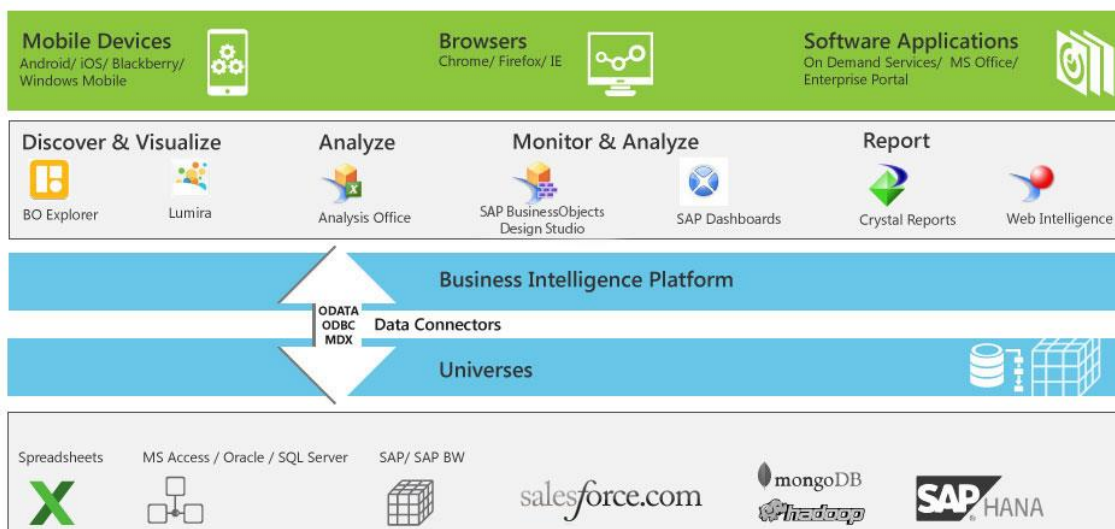 Mobile Devices
Android/ iOS/ Blackberry/
Windows Mobile
Browsers
Chrome/ Firefox/ IE
Software Applications
On Demand Services/ MS Office/
Enterprise Portal
Discover & Visualize
Analyze
Monitor & Analyze
Report
BO Explorer
Lumira
Analysis Office
SAP BusinessObjects
Design Studio
SAP Dashboards
Crystal Reports
Web Intelligence
Business Intelligence Platform
ODATA
ODBC
MDX
Data Connectors
Universes
Spreadsheets
MS Access / Oracle / SQL Server
SAP/ SAP BW
X
salesforce.com
mongoDB
hadoop
SAP HANA